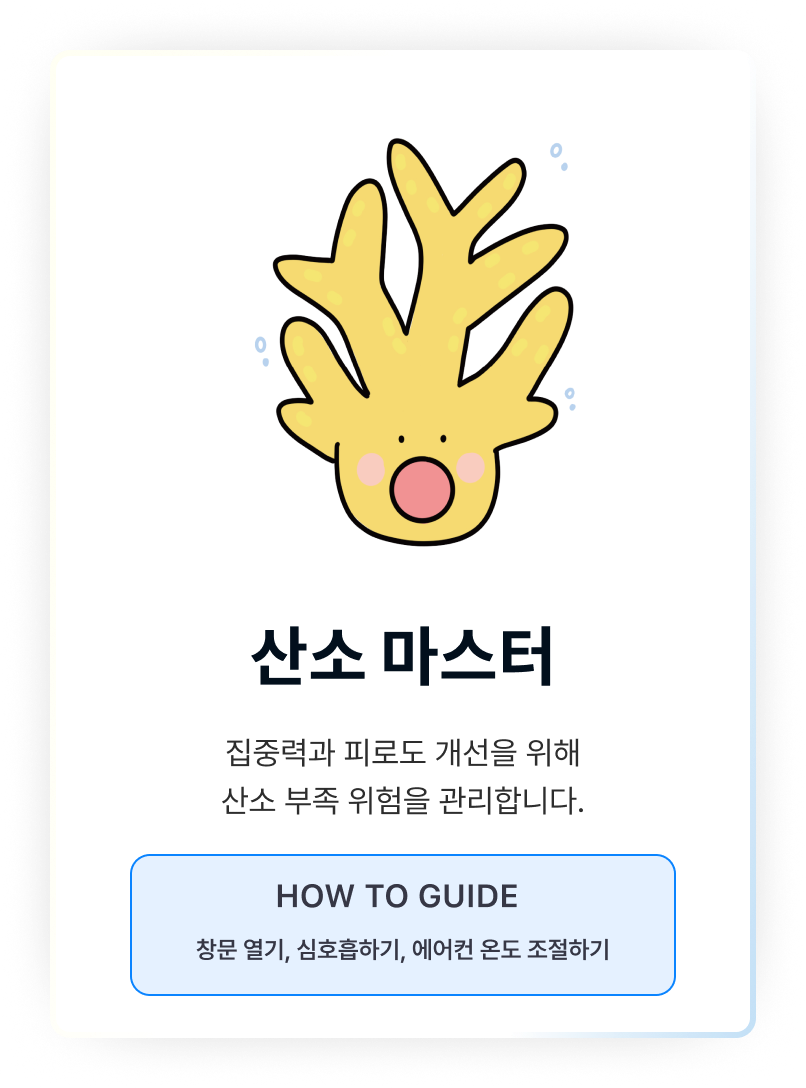 산소 마스터
집중력과 피로도 개선을 위해
산소 부족 위험을 관리합니다.
HOW TO GUIDE
창문 열기, 심호흡하기, 에어컨 온도 조절하기